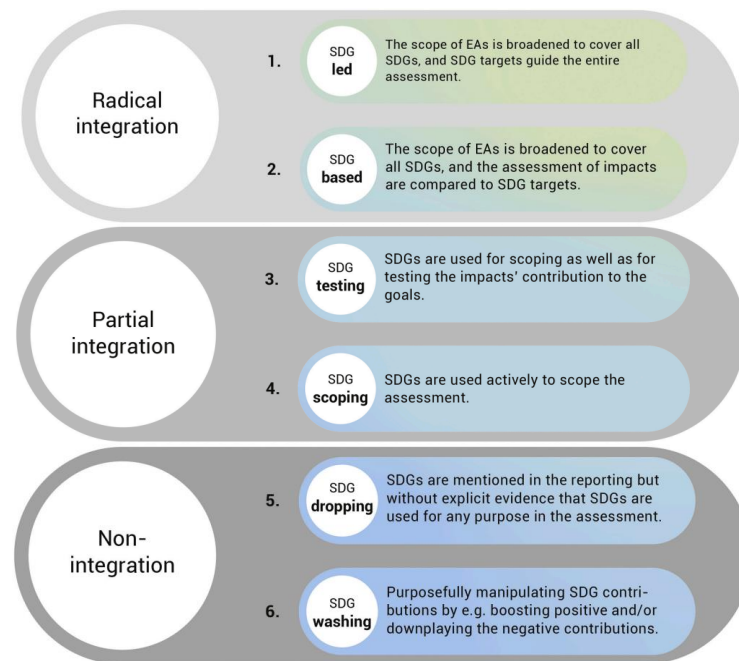 Radical
integration
1.
SDG
led
The scope of EAs is broadened to cover all
SDGs, and SDG targets guide the entire
assessment.
2.
SDG
based
The scope of EAs is broadened to cover
all SDGs, and the assessment of impacts
are compared to SDG targets.
Partial
integration
3.
SDG
testing
SDGs are used for scoping as well as for
testing the impacts’ contribution to the
goals.
4.
SDG
scoping
SDGs are used actively to scope the
assessment.
Non-
integration
5.
SDG
dropping
SDGs are mentioned in the reporting but
without explicit evidence that SDGs are
used for any purpose in the assessment.
6.
SDG
washing
Purposefully manipulating SDG contri-
butions by e.g. boosting positive and/or
downplaying the negative contributions.